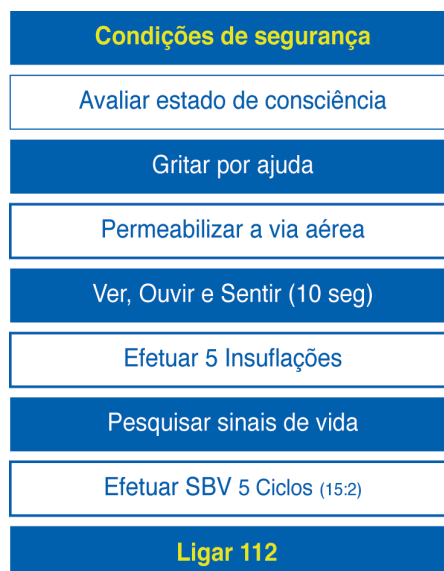 Condições de segurança
Avaliar estado de consciência
Gritar por ajuda
Permeabilizar a via aérea
Ver, Ouvir e Sentir (10 seg)
Efetuar 5 Insuflações
Pesquisar sinais de vida
Efetuar SBV 5 Ciclos (15:2)
Ligar 112